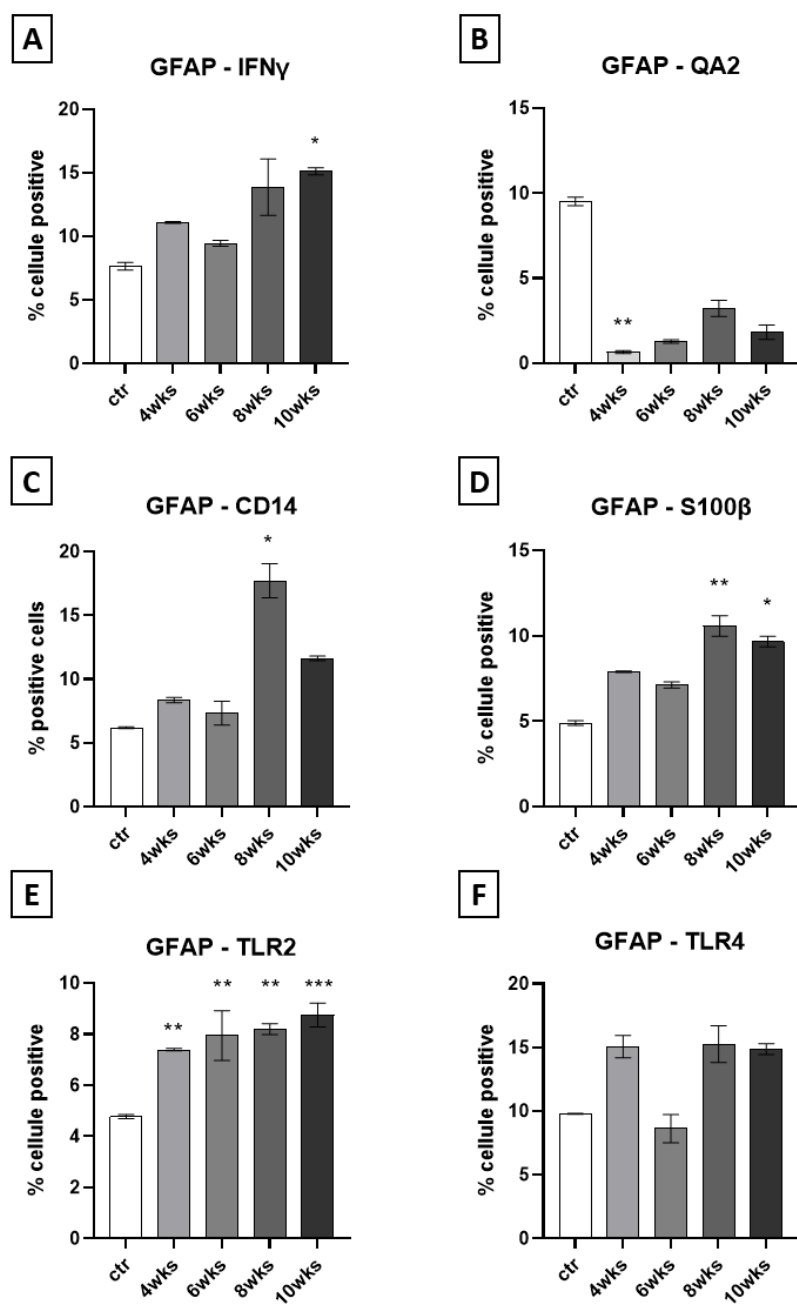 A
GFAP - IFNγ
% cellule positive
20
15
10
5
0
*
ctr
4wks
6wks
8wks
10wks
B
GFAP - QA2
% cellule positive
15
10
5
0
**
ctr
4wks
6wks
8wks
10wks
C
GFAP - CD14
% positive cells
20
15
10
5
0
*
ctr
4wks
6wks
8wks
10wks
D
GFAP - S100β
% cellule positive
15
10
5
0
**
*
ctr
4wks
6wks
8wks
10wks
E
GFAP - TLR2
% cellule positive
10
8
6
4
2
0
**
**
**
***
ctr
4wks
6wks
8wks
10wks
F
GFAP - TLR4
% cellule positive
20
15
10
5
0
ctr
4wks
6wks
8wks
10wks